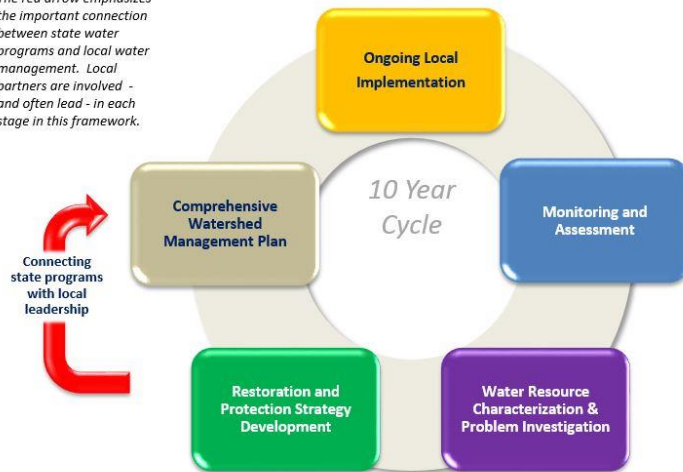 The red arrow emphasizes
the important connection
between state water
programs and local water
management.  Local
partners are involved -
and often lead - in each
stage in this framework.
Ongoing Local
Implementation
10 Year
Cycle
Comprehensive
Watershed
Management Plan
Monitoring and
Assessment
Connecting
state programs
with local
leadership
Restoration and
Protection Strategy
Development
Water Resource
Characterization &
Problem Investigation